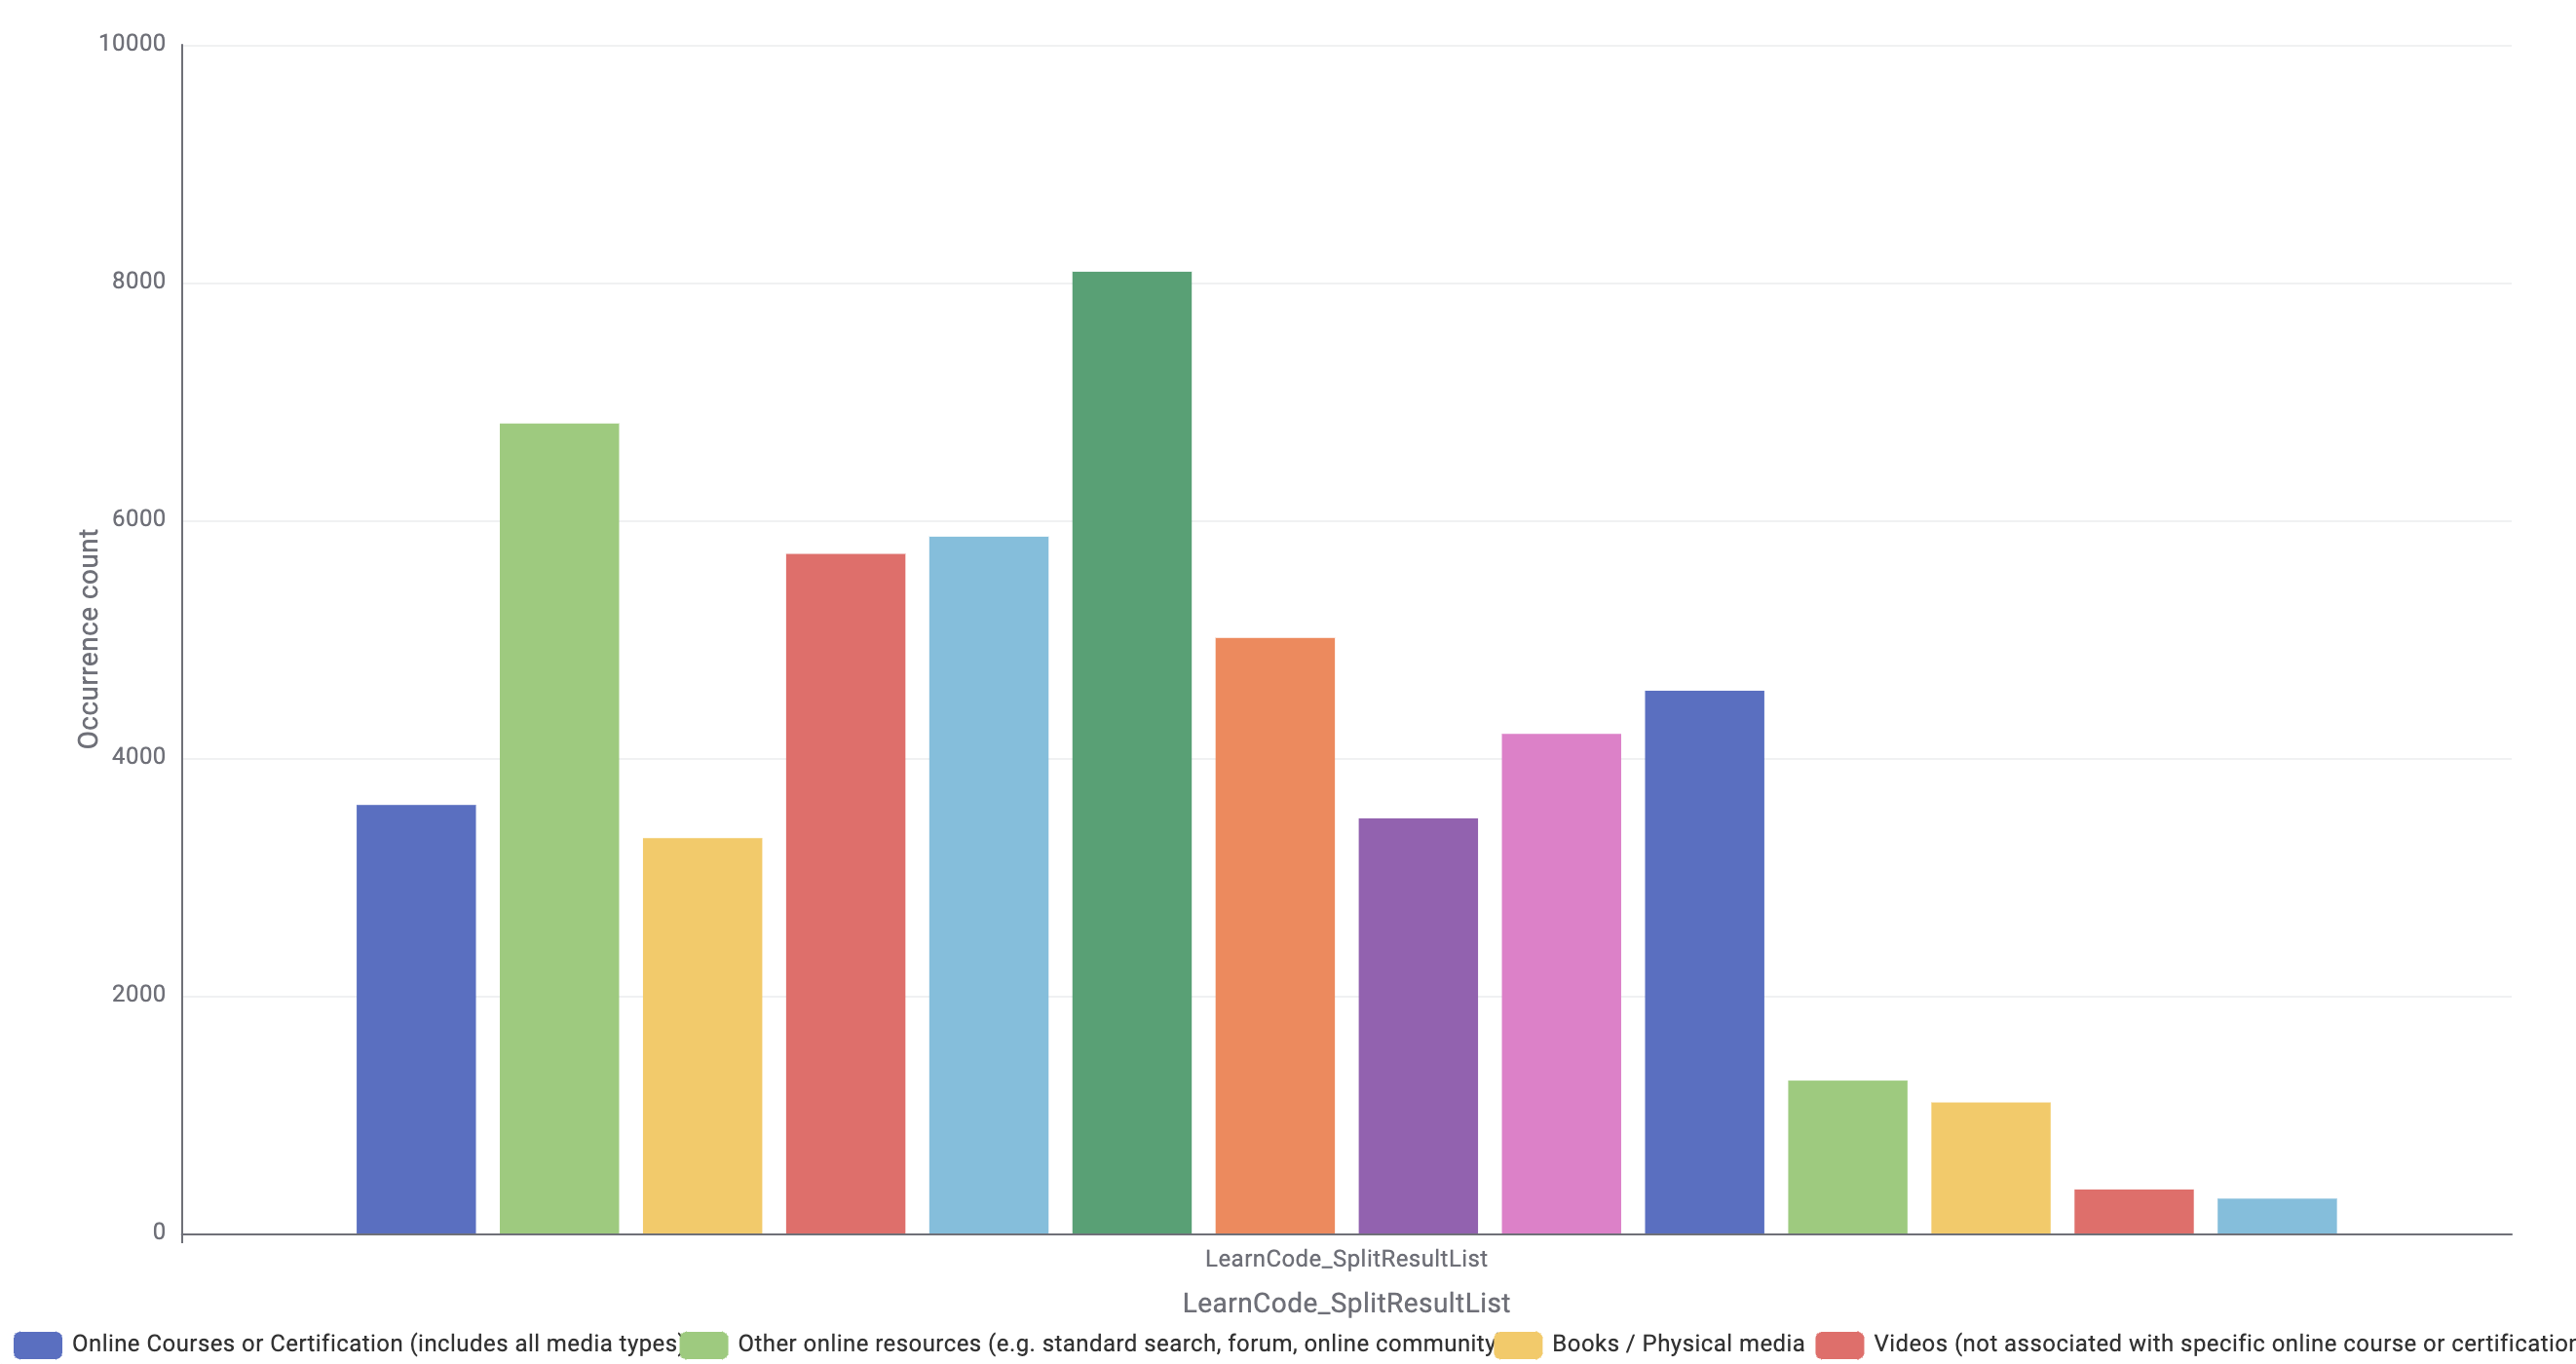 10000
8000
6000
4000
2000
0
Occurrence count
LearnCode_SplitResultList
LearnCode_SplitResultList
Online Courses or Certification (includes all media types)
Other online resources (e.g. standard search, forum, online community
Books / Physical media
Videos (not associated with specific online course or certification